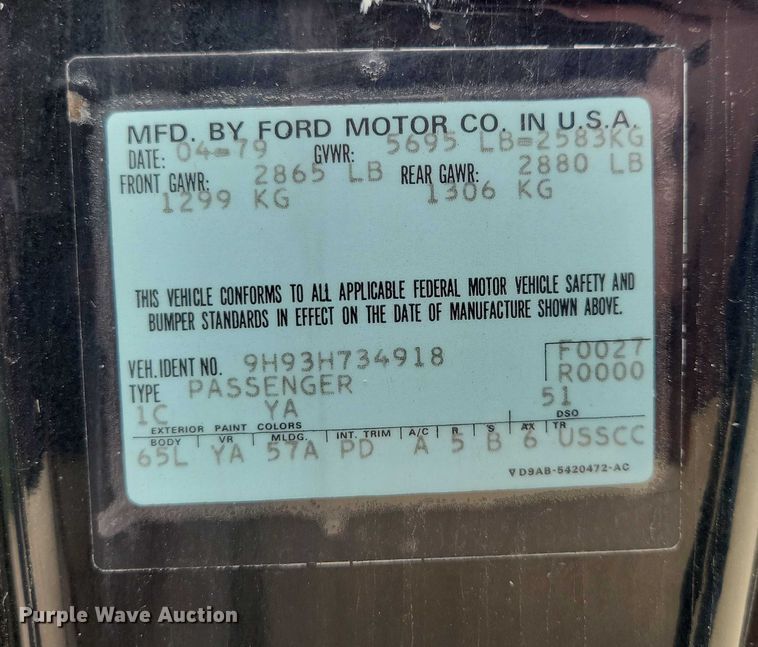 MFD. BY FORD MOTOR CO. IN U.S.A.
DATE: 04-79 GVWR: 5695 LB-2583KG
FRONT GAWR: 2865 LB REAR GAWR: 2880 LB
1299 KG 1306 KG
THIS VEHICLE CONFORMS TO ALL APPLICABLE FEDERAL MOTOR VEHICLE SAFETY AND
BUMPER STANDARDS IN EFFECT ON THE DATE OF MANUFACTURE SHOWN ABOVE.
VEH. IDENT NO. 9H93H734918 F0027
TYPE PASSENGER R0000
1C YA 51
EXTERIOR PAINT COLORS DSO
BODY VR MLDG. INT. TRIM A/C R S AX TR
65L YA 57A PD A 5 B 6 USSCC
▽ D9AB-5420472-AC
Purple Wave Auction